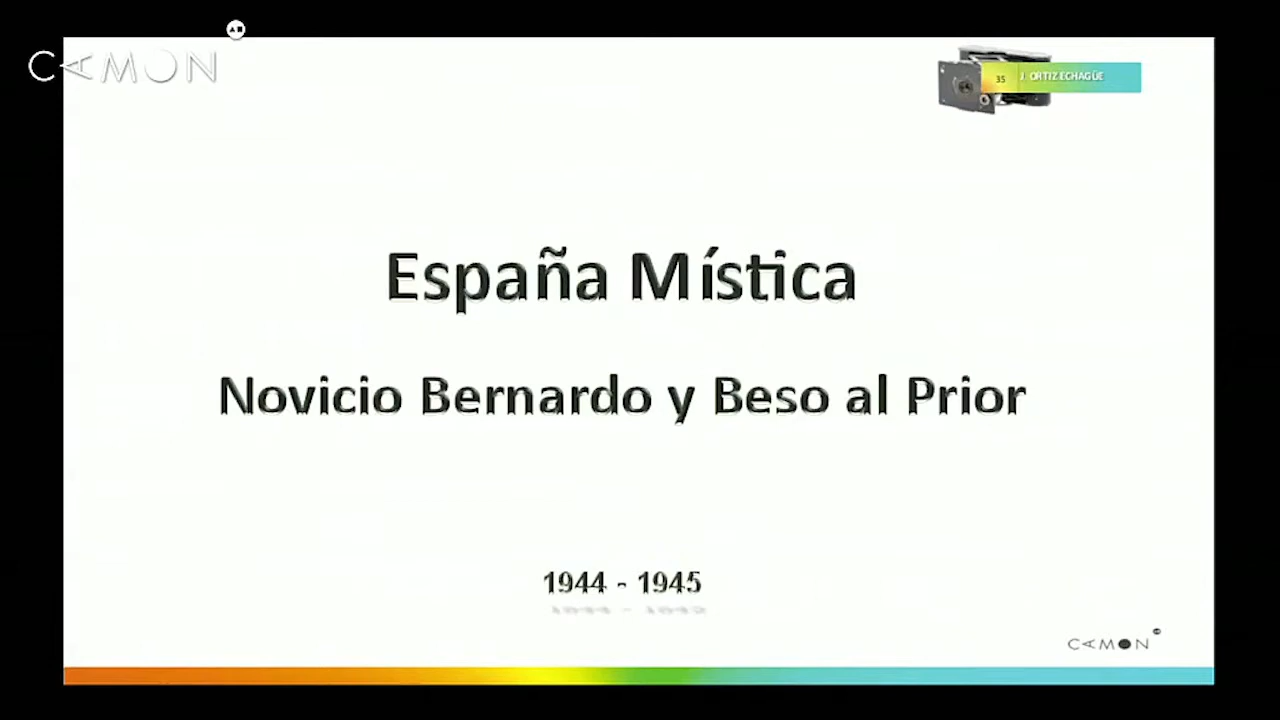 CAMON
35 J. ORTIZ ECHAGÜE
España Mística
Novicio Bernardo y Beso al Prior
1944 - 1945
CAMON